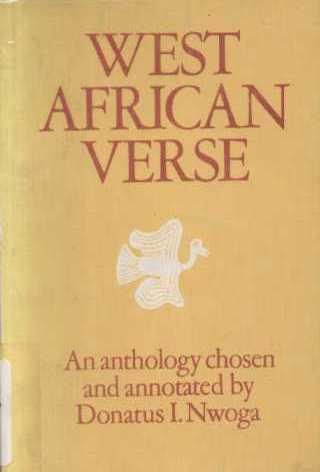 WEST
AFRICAN
VERSE
An anthology chosen
and annotated by
Donatus I. Nwoga